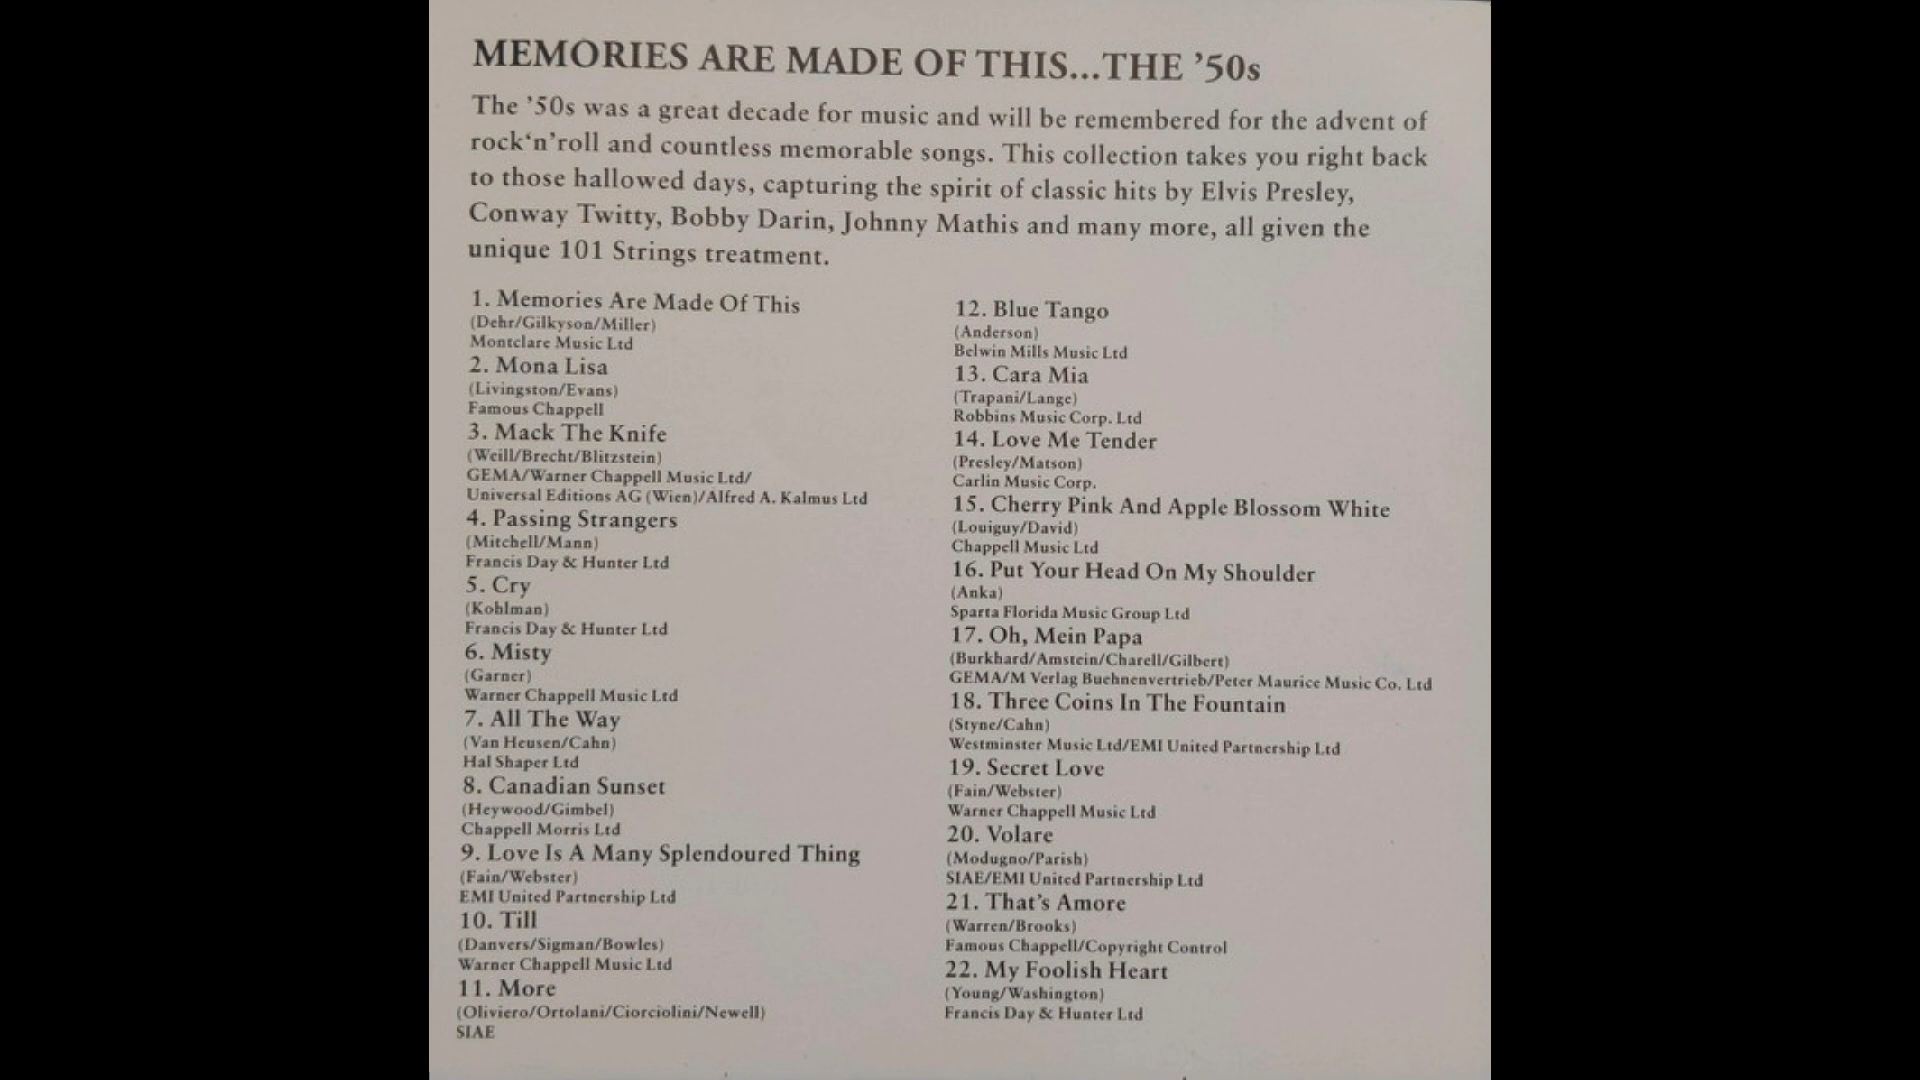 MEMORIES ARE MADE OF THIS...THE '50s
The '50s was a great decade for music and will be remembered for the advent of
rock‘n’roll and countless memorable songs. This collection takes you right back
to those hallowed days, capturing the spirit of classic hits by Elvis Presley,
Conway Twitty, Bobby Darin, Johnny Mathis and many more, all given the
unique 101 Strings treatment.
1. Memories Are Made Of This
(Dehr/Gilkyson/Miller)
Montclare Music Ltd
2. Mona Lisa
(Livingston/Evans)
Famous Chappell
3. Mack The Knife
(Weill/Brecht/Blitzstein)
GEMA/Warner Chappell Music Ltd/
Universal Editions AG (Wien)/Alfred A. Kalmus Ltd
4. Passing Strangers
(Mitchell/Mann)
Francis Day & Hunter Ltd
5. Cry
(Kohlman)
Francis Day & Hunter Ltd
6. Misty
(Garner)
Warner Chappell Music Ltd
7. All The Way
(Van Heusen/Cahn)
Hal Shaper Ltd
8. Canadian Sunset
(Heywood/Gimbel)
Chappell Morris Ltd
9. Love Is A Many Splendoured Thing
(Fain/Webster)
EMI United Partnership Ltd
10. Till
(Danvers/Sigman/Bowles)
Warner Chappell Music Ltd
11. More
(Oliviero/Ortolani/Ciorciolini/Newell)
SIAE
12. Blue Tango
(Anderson)
Belwin Mills Music Ltd
13. Cara Mia
(Trapani/Lange)
Robbins Music Corp. Ltd
14. Love Me Tender
(Presley/Matson)
Carlin Music Corp.
15. Cherry Pink And Apple Blossom White
(Louiguy/David)
Chappell Music Ltd
16. Put Your Head On My Shoulder
(Anka)
Sparta Florida Music Group Ltd
17. Oh, Mein Papa
(Burkhard/Amstein/Charell/Gilbert)
GEMA/M Verlag Buehnenvertrieb/Peter Maurice Music Co. Ltd
18. Three Coins In The Fountain
(Styne/Cahn)
Westminster Music Ltd/EMI United Partnership Ltd
19. Secret Love
(Fain/Webster)
Warner Chappell Music Ltd
20. Volare
(Modugno/Parish)
SIAE/EMI United Partnership Ltd
21. That's Amore
(Warren/Brooks)
Famous Chappell/Copyright Control
22. My Foolish Heart
(Young/Washington)
Francis Day & Hunter Ltd